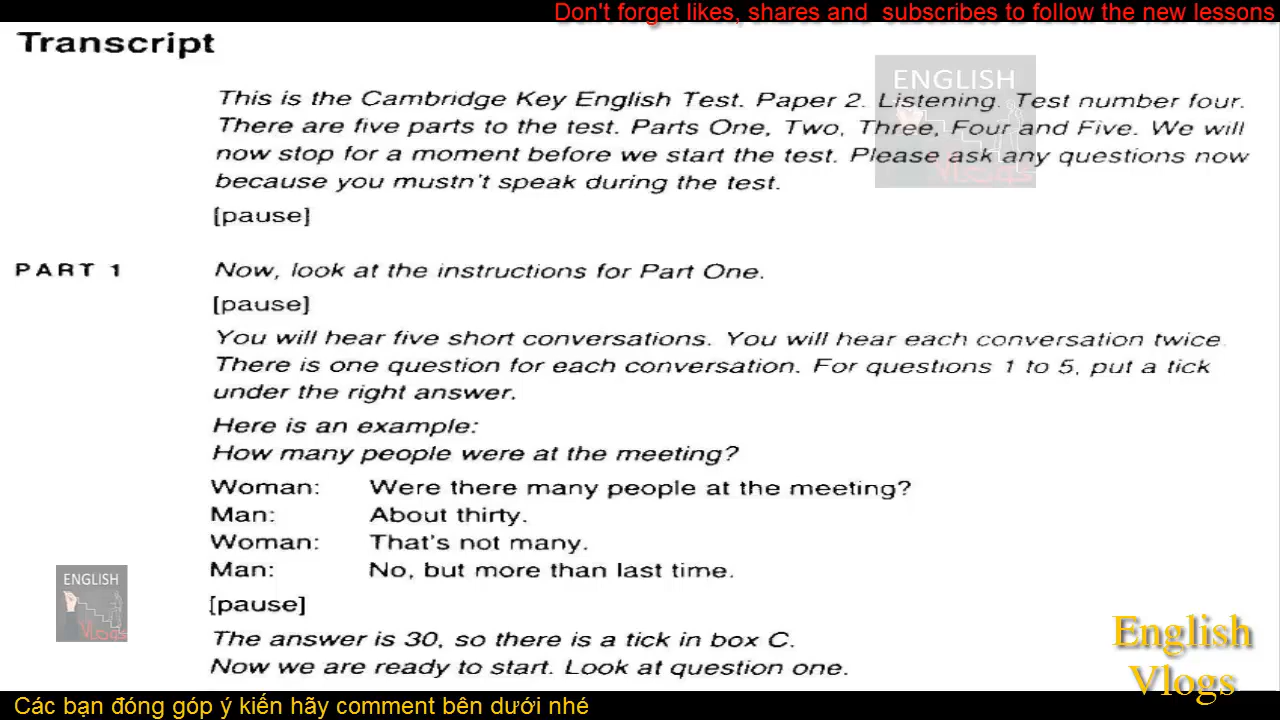 Don't forget likes, shares and  subscribes to follow the new lessons
Transcript
ENGLISH
Vlogs
This is the Cambridge Key English Test. Paper 2. Listening. Test number four.
There are five parts to the test. Parts One, Two, Three, Four and Five. We will
now stop for a moment before we start the test. Please ask any questions now
because you mustn't speak during the test.
[pause]
PART 1 Now, look at the instructions for Part One.
[pause]
You will hear five short conversations. You will hear each conversation twice.
There is one question for each conversation. For questions 1 to 5, put a tick
under the right answer.
Here is an example:
How many people were at the meeting?
Woman: Were there many people at the meeting?
Man: About thirty.
Woman: That's not many.
Man: No, but more than last time.
[pause]
The answer is 30, so there is a tick in box C.
Now we are ready to start. Look at question one.
ENGLISH
Vlogs
English
Vlogs
Các bạn đóng góp ý kiến hãy comment bên dưới nhé